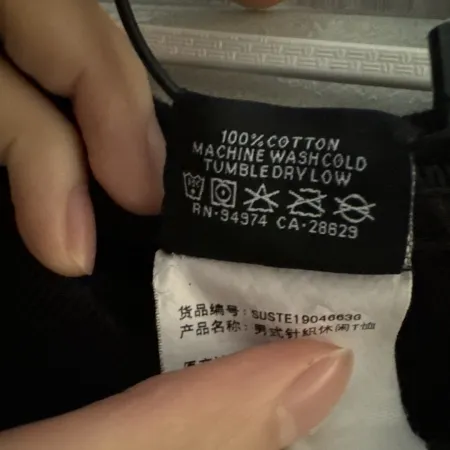 100% COTTON
MACHINE WASH COLD
TUMBLE DRY LOW
RN-94974 CA-28629
货品编号: SUSTE19046630
产品名称: 男式针织休闲T恤